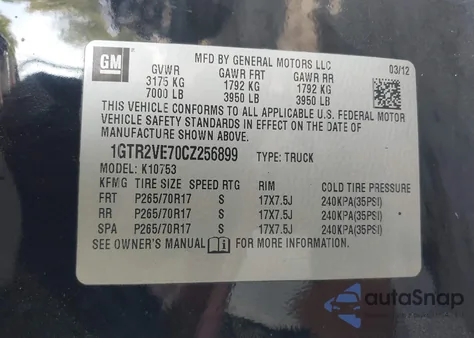 GM
MFD BY GENERAL MOTORS LLC
GVWR GAWR FRT GAWR RR 03/12
3175 KG 1792 KG 1792 KG
7000 LB 3950 LB 3950 LB
THIS VEHICLE CONFORMS TO ALL APPLICABLE U.S. FEDERAL MOTOR
VEHICLE SAFETY STANDARDS IN EFFECT ON THE DATE OF
MANUFACTURE SHOWN ABOVE.
1GTR2VE70CZ256899 TYPE: TRUCK
MODEL: K10753
KFMG TIRE SIZE SPEED RTG RIM COLD TIRE PRESSURE
FRT P265/70R17 S 17X7.5J 240KPA(35PSI)
RR P265/70R17 S 17X7.5J 240KPA(35PSI)
SPA P265/70R17 S 17X7.5J 240KPA(35PSI)
SEE OWNER'S MANUAL FOR MORE INFORMATION.
autoSnap